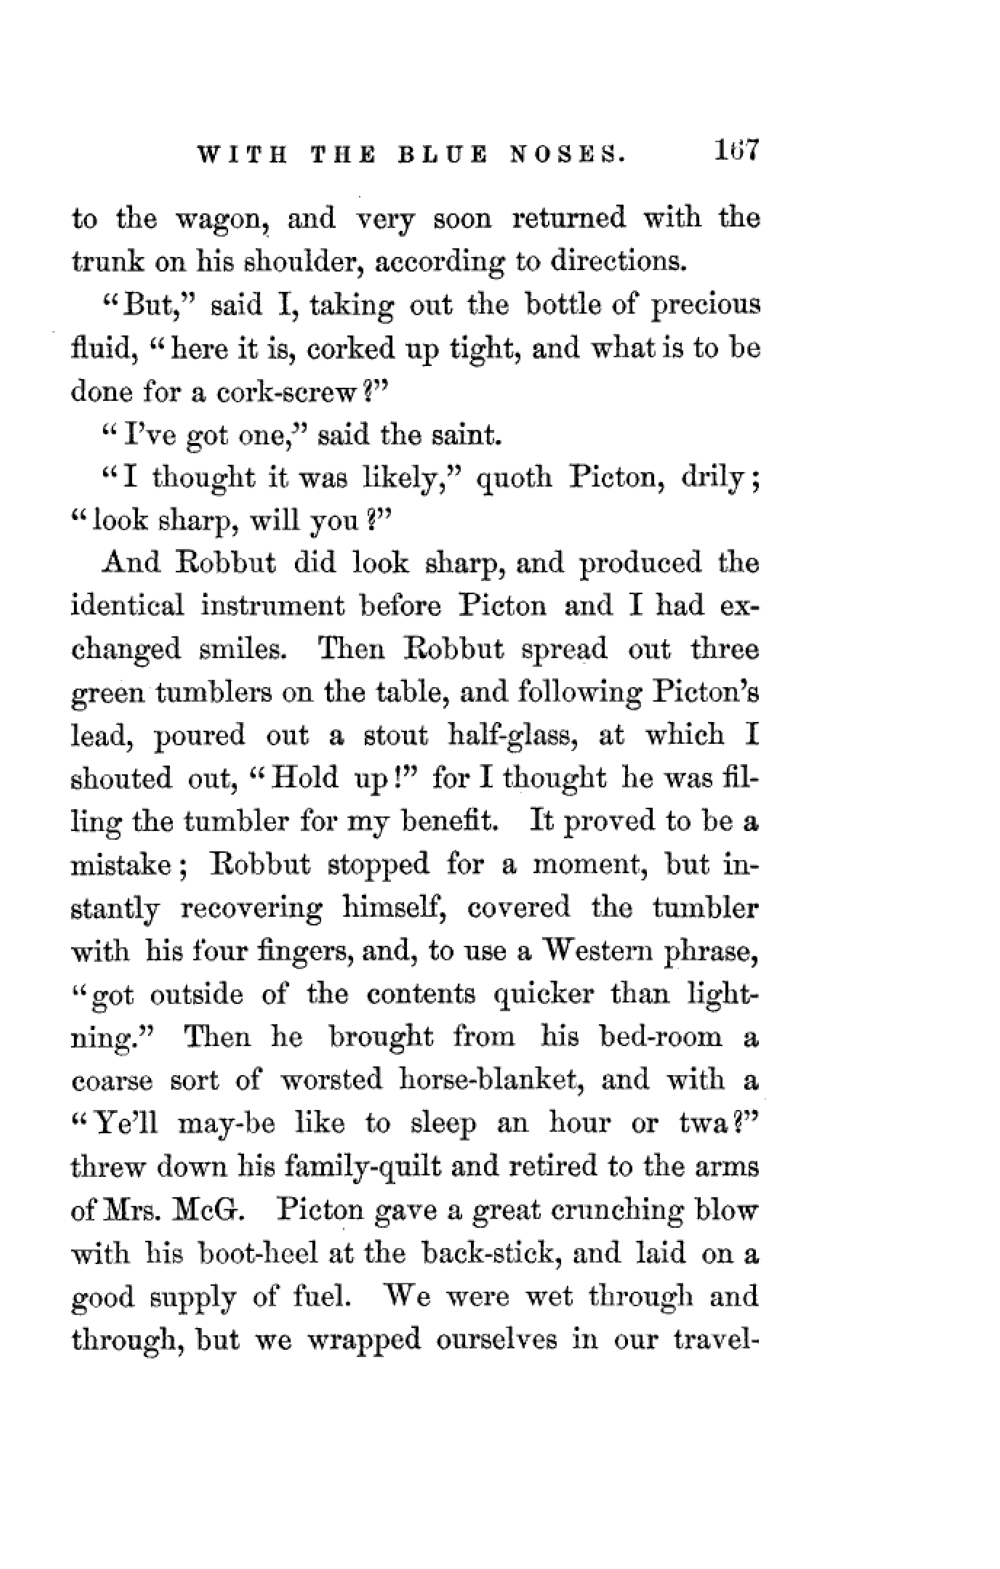 WITH THE BLUE NOSES. 167
to the wagon, and very soon returned with the
trunk on his shoulder, according to directions.
“But,” said I, taking out the bottle of precious
fluid, “here it is, corked up tight, and what is to be
done for a cork-screw?”
“I’ve got one,” said the saint.
“I thought it was likely,” quoth Picton, drily;
“look sharp, will you?”
And Robbut did look sharp, and produced the
identical instrument before Picton and I had ex-
changed smiles. Then Robbut spread out three
green tumblers on the table, and following Picton’s
lead, poured out a stout half-glass, at which I
shouted out, “Hold up!” for I thought he was fil-
ling the tumbler for my benefit. It proved to be a
mistake; Robbut stopped for a moment, but in-
stantly recovering himself, covered the tumbler
with his four fingers, and, to use a Western phrase,
“got outside of the contents quicker than light-
ning.” Then he brought from his bed-room a
coarse sort of worsted horse-blanket, and with a
“Ye’ll may-be like to sleep an hour or twa?”
threw down his family-quilt and retired to the arms
of Mrs. McG. Picton gave a great crunching blow
with his boot-heel at the back-stick, and laid on a
good supply of fuel. We were wet through and
through, but we wrapped ourselves in our travel-